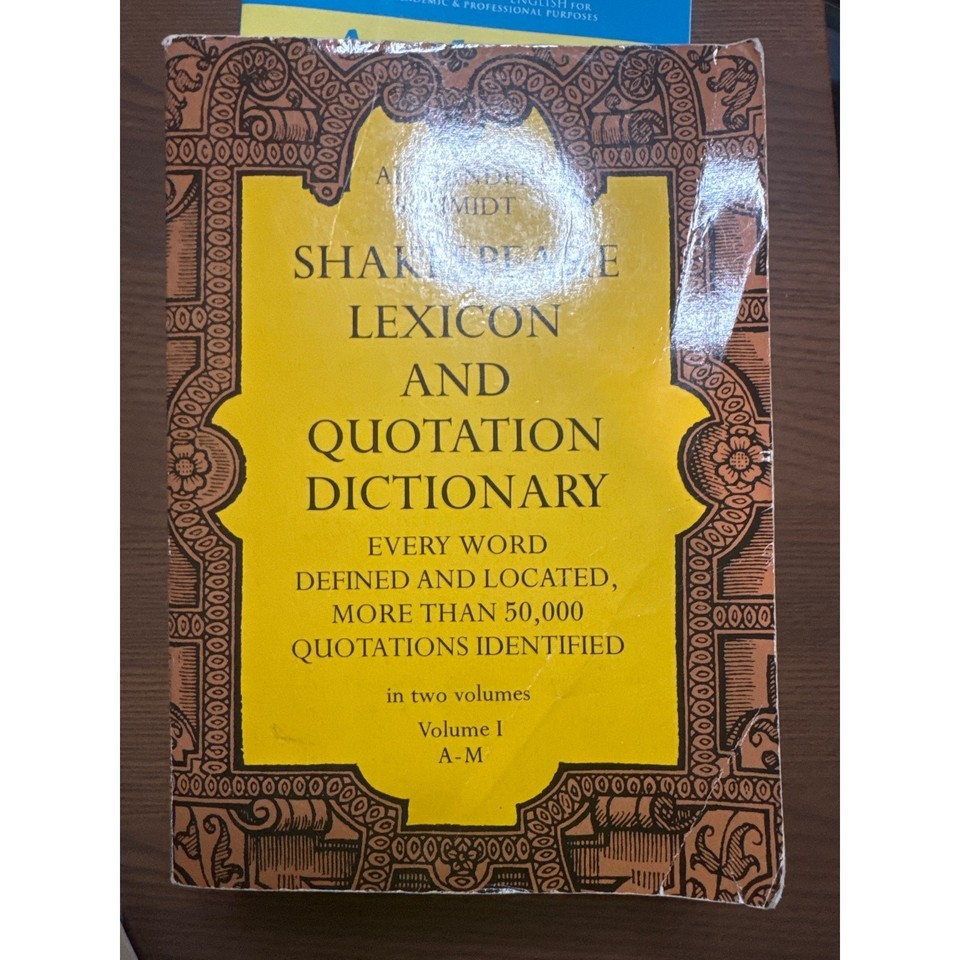 ENGLISH FOR
& PROFESSIONAL PURPOSES
SHAKESPEARE
LEXICON
AND
QUOTATION
DICTIONARY
EVERY WORD
DEFINED AND LOCATED,
MORE THAN 50,000
QUOTATIONS IDENTIFIED
in two volumes
Volume I
A-M